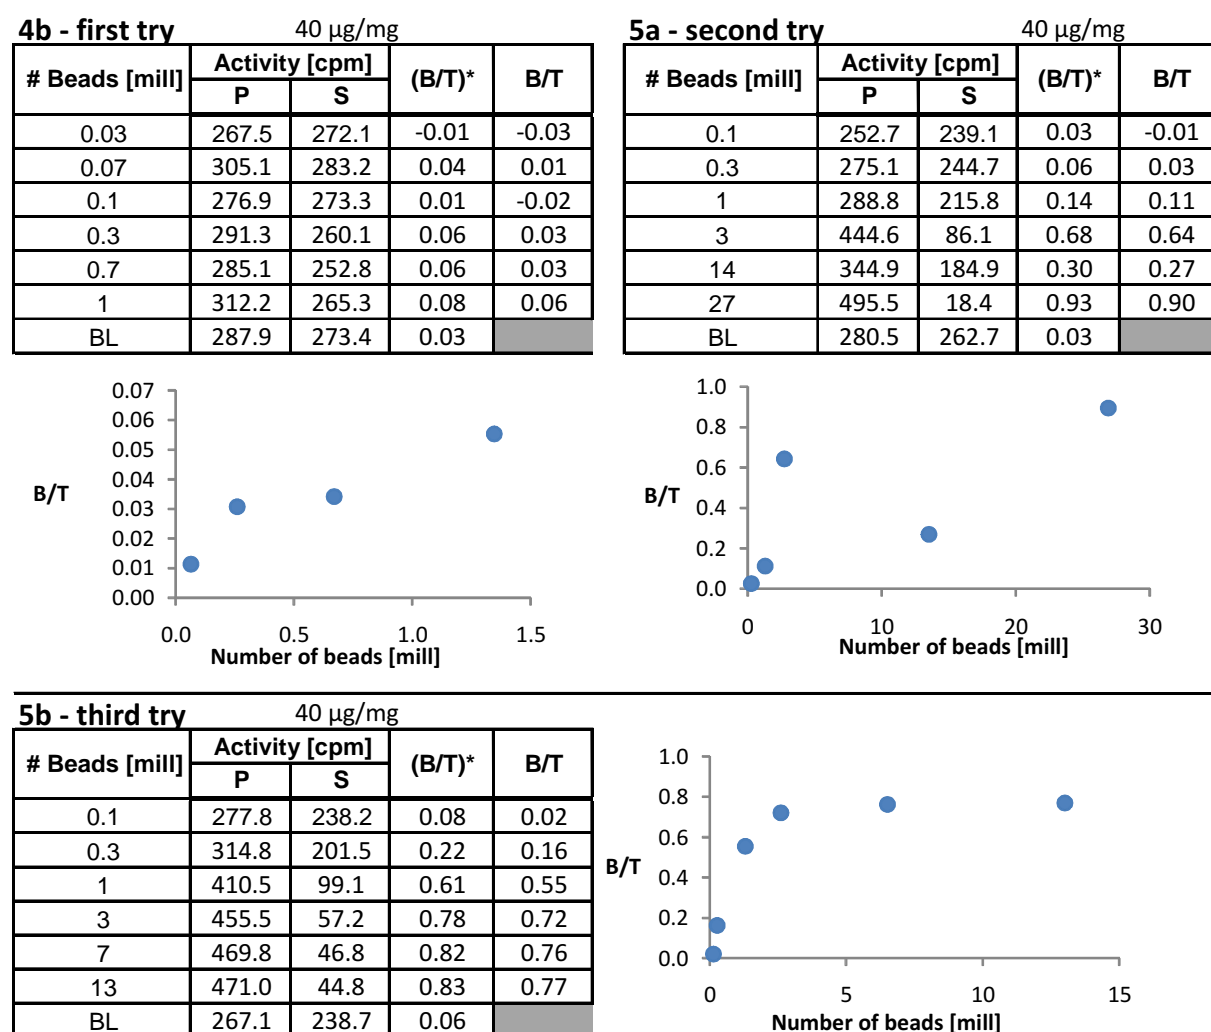 4b - first try 40 µg/mg
# Beads [mill] Activity [cpm] (B/T)* B/T
P S
0.03 267.5 272.1 -0.01 -0.03
0.07 305.1 283.2 0.04 0.01
0.1 276.9 273.3 0.01 -0.02
0.3 291.3 260.1 0.06 0.03
0.7 285.1 252.8 0.06 0.03
1 312.2 265.3 0.08 0.06
BL 287.9 273.4 0.03
0.07
0.06
0.05
0.04
0.03
0.02
0.01
0.00
B/T
0.0 0.5 1.0 1.5
Number of beads [mill]
5a - second try 40 µg/mg
# Beads [mill] Activity [cpm] (B/T)* B/T
P S
0.1 252.7 239.1 0.03 -0.01
0.3 275.1 244.7 0.06 0.03
1 288.8 215.8 0.14 0.11
3 444.6 86.1 0.68 0.64
14 344.9 184.9 0.30 0.27
27 495.5 18.4 0.93 0.90
BL 280.5 262.7 0.03
1.0
0.8
0.6
0.4
0.2
0.0
B/T
0 10 20 30
Number of beads [mill]
5b - third try 40 µg/mg
# Beads [mill] Activity [cpm] (B/T)* B/T
P S
0.1 277.8 238.2 0.08 0.02
0.3 314.8 201.5 0.22 0.16
1 410.5 99.1 0.61 0.55
3 455.5 57.2 0.78 0.72
7 469.8 46.8 0.82 0.76
13 471.0 44.8 0.83 0.77
BL 267.1 238.7 0.06
1.0
0.8
0.6
0.4
0.2
0.0
B/T
0 5 10 15
Number of beads [mill]